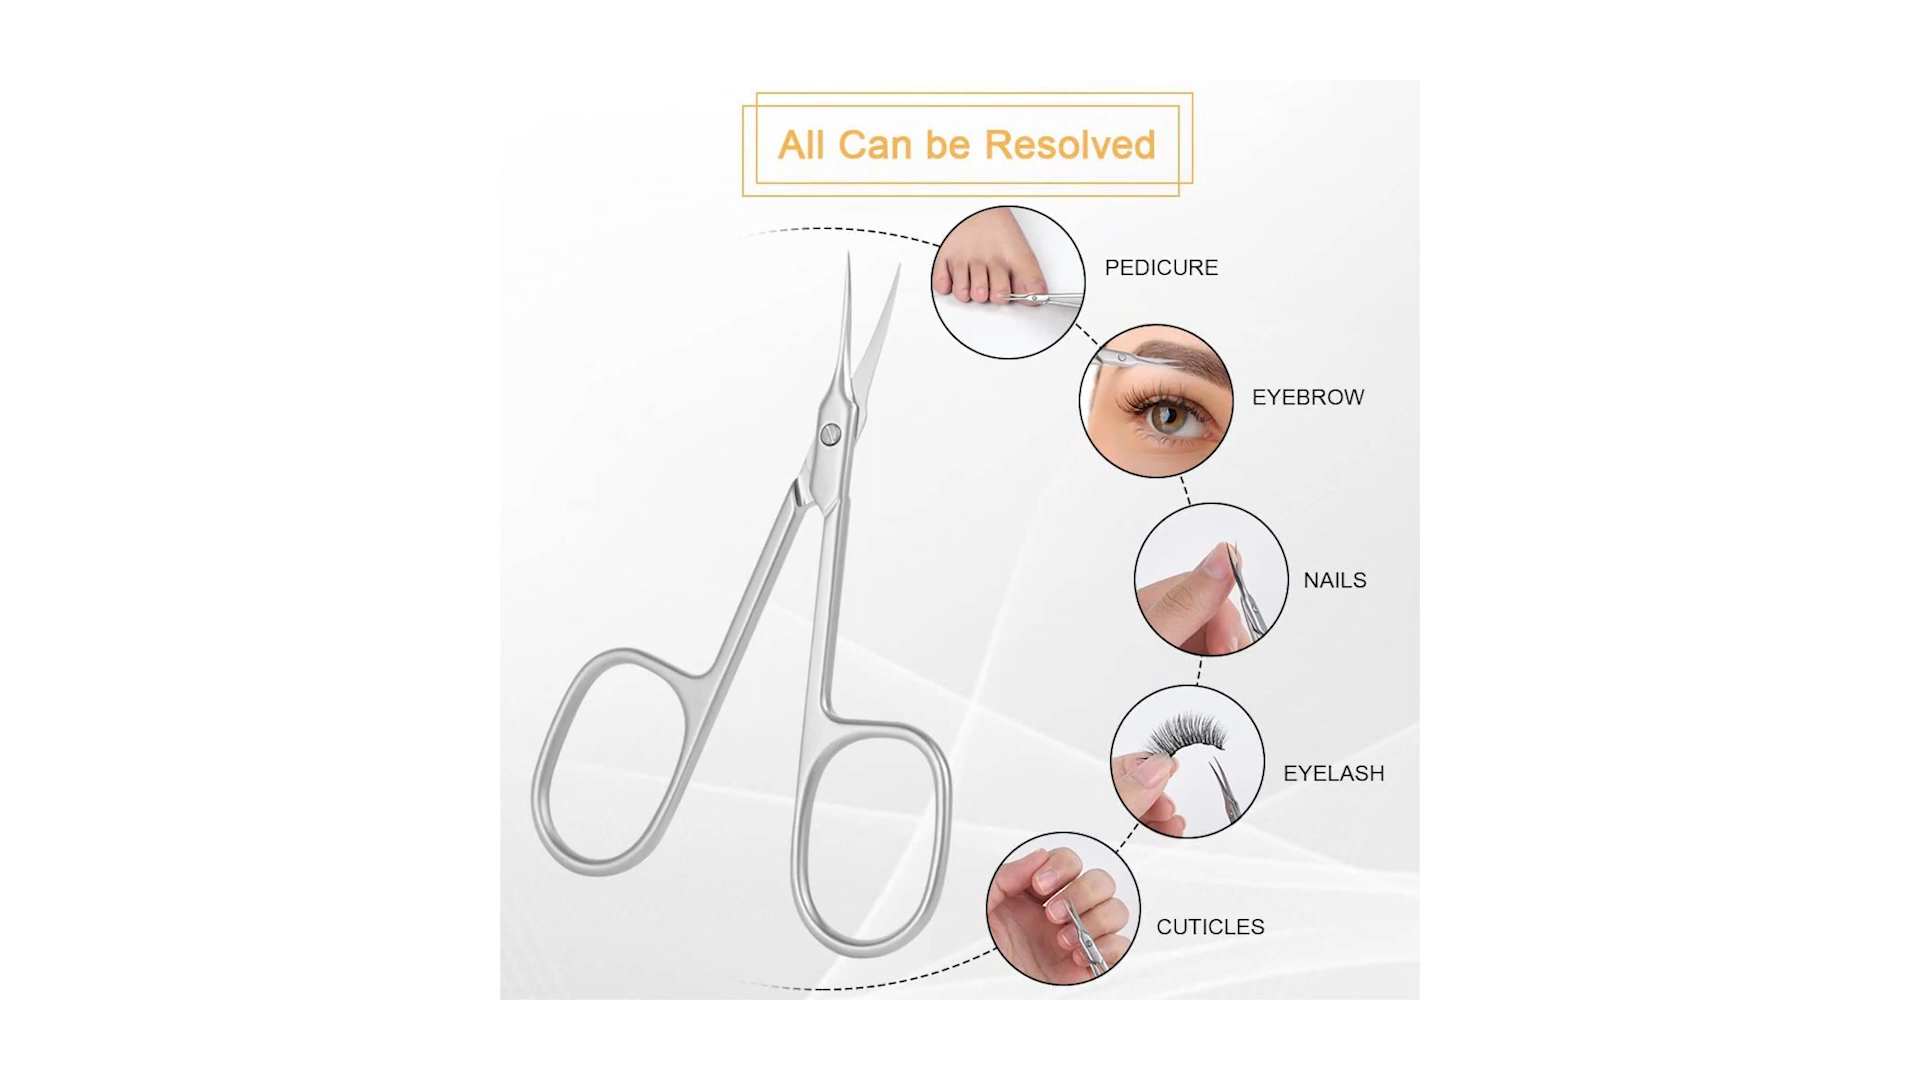 All Can be Resolved
PEDICURE
EYEBROW
NAILS
EYELASH
CUTICLES